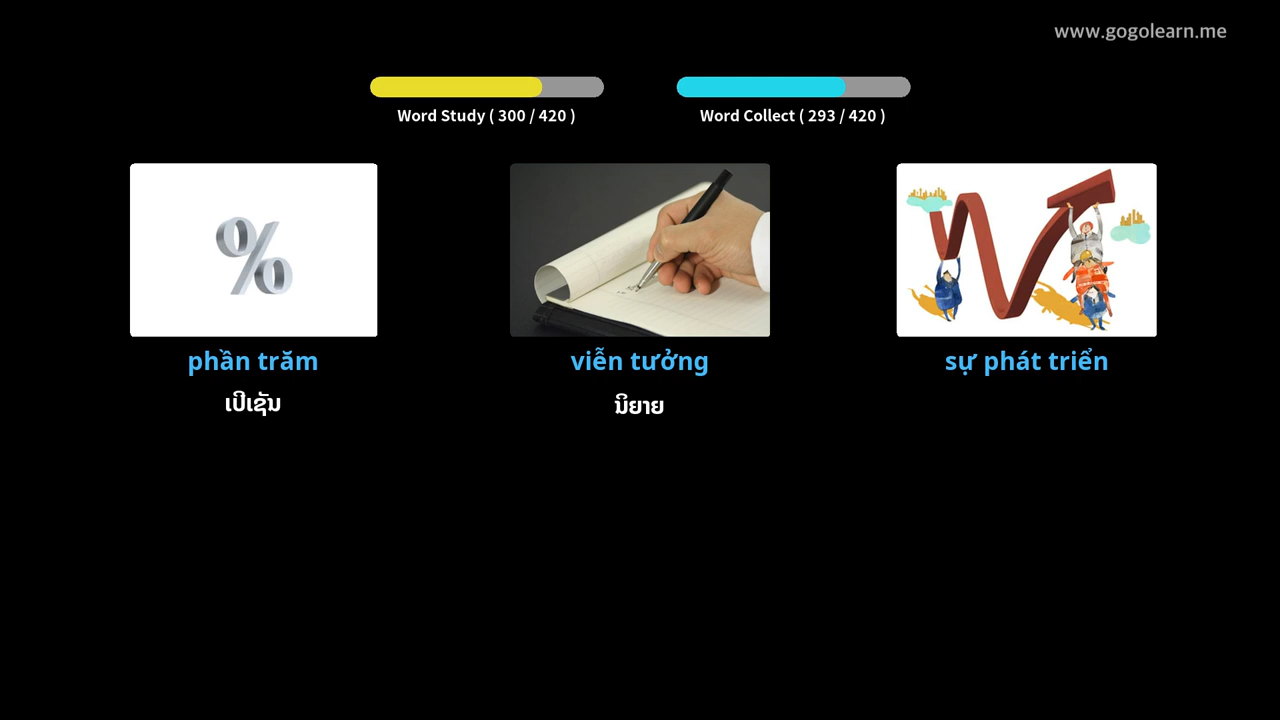 www.gogolearn.me
Word Study ( 300 / 420 )
Word Collect ( 293 / 420 )
%
phần trăm
ເປີເຊັນ
viễn tưởng
ນິຍາຍ
sự phát triển